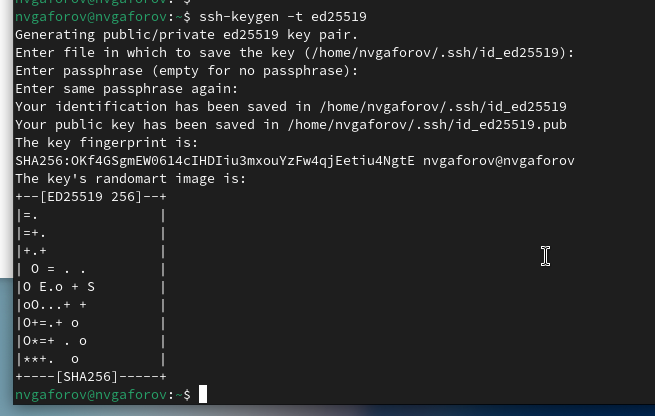 nvgaforov@nvgaforov:~$ ssh-keygen -t ed25519
Generating public/private ed25519 key pair.
Enter file in which to save the key (/home/nvgaforov/.ssh/id_ed25519):
Enter passphrase (empty for no passphrase):
Enter same passphrase again:
Your identification has been saved in /home/nvgaforov/.ssh/id_ed25519
Your public key has been saved in /home/nvgaforov/.ssh/id_ed25519.pub
The key fingerprint is:
SHA256:OKf4GSgmEW0614cIHDIiu3mxouYzFw4qjEetiu4NgtE nvgaforov@nvgaforov
The key's randomart image is:
+--[ED25519 256]--+
|=.               |
|=+.              |
|+.+              |
| O = . .         |
|O E.o + S        |
|oO...+ +         |
|O+=.+ o          |
|O*=+ . o         |
|**+.  o          |
+----[SHA256]-----+
nvgaforov@nvgaforov:~$